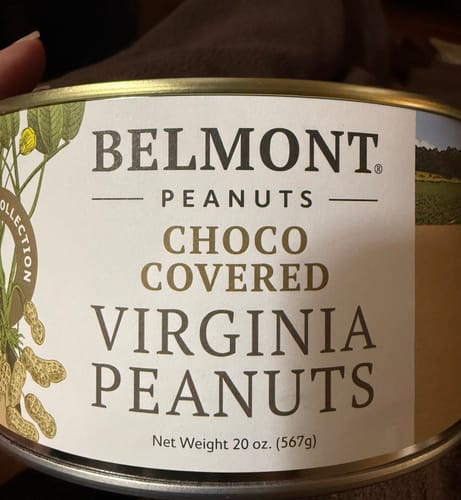 BELMONT®
PEANUTS
CHOCO
COVERED
VIRGINIA
PEANUTS
Net Weight 20 oz. (567g)